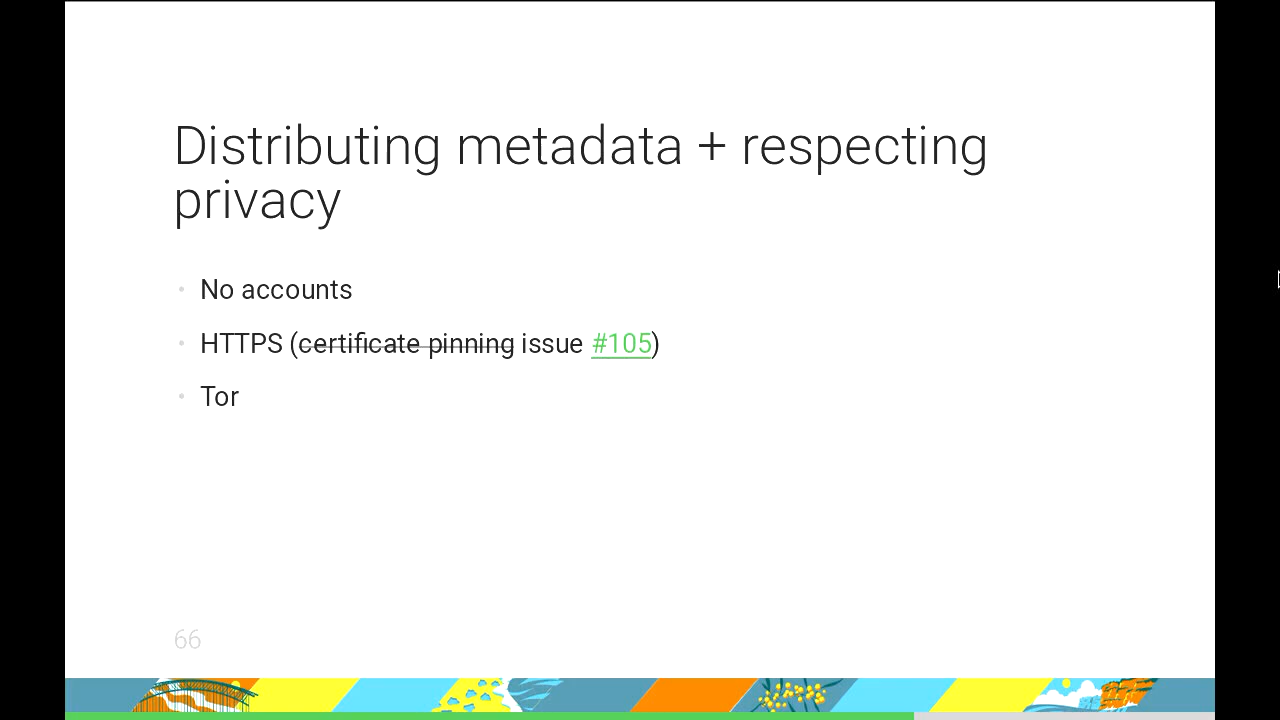 Distributing metadata + respecting
privacy
• No accounts
• HTTPS (certificate pinning issue #105)
• Tor
66